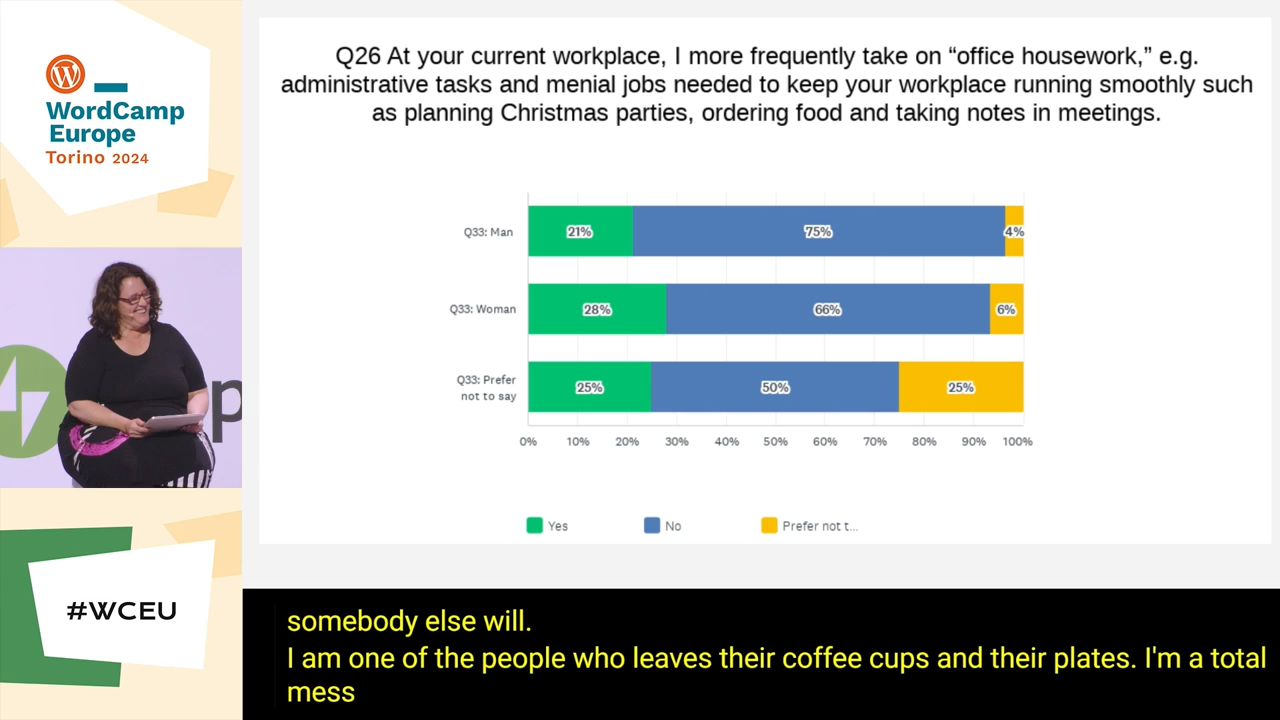 WordCamp
Europe
Torino 2024
Q26 At your current workplace, I more frequently take on “office housework,” e.g.
administrative tasks and menial jobs needed to keep your workplace running smoothly such
as planning Christmas parties, ordering food and taking notes in meetings.
Q33: Man
21%
75%
4%
Q33: Woman
28%
66%
6%
Q33: Prefer
not to say
25%
50%
25%
0% 10% 20% 30% 40% 50% 60% 70% 80% 90% 100%
Yes
No
Prefer not t...
p
#WCEU
somebody else will.
I am one of the people who leaves their coffee cups and their plates. I'm a total
mess